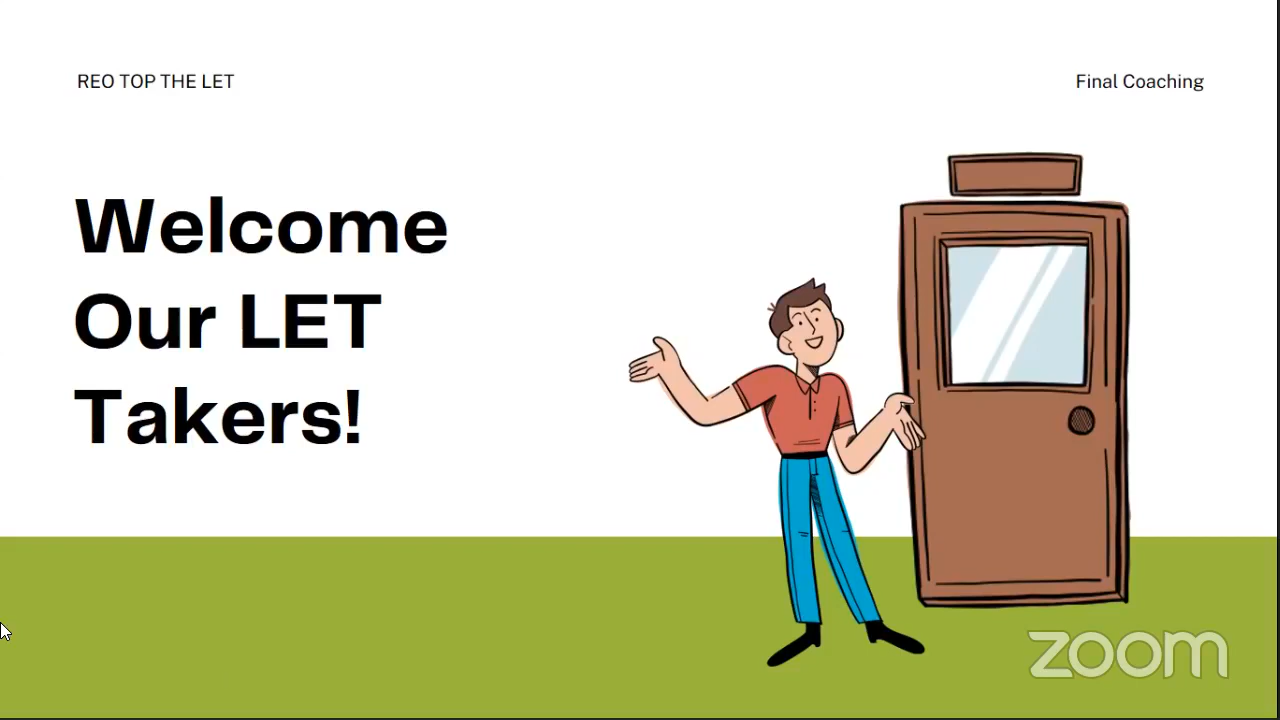 REO TOP THE LET
Final Coaching
Welcome
Our LET
Takers!
zoom